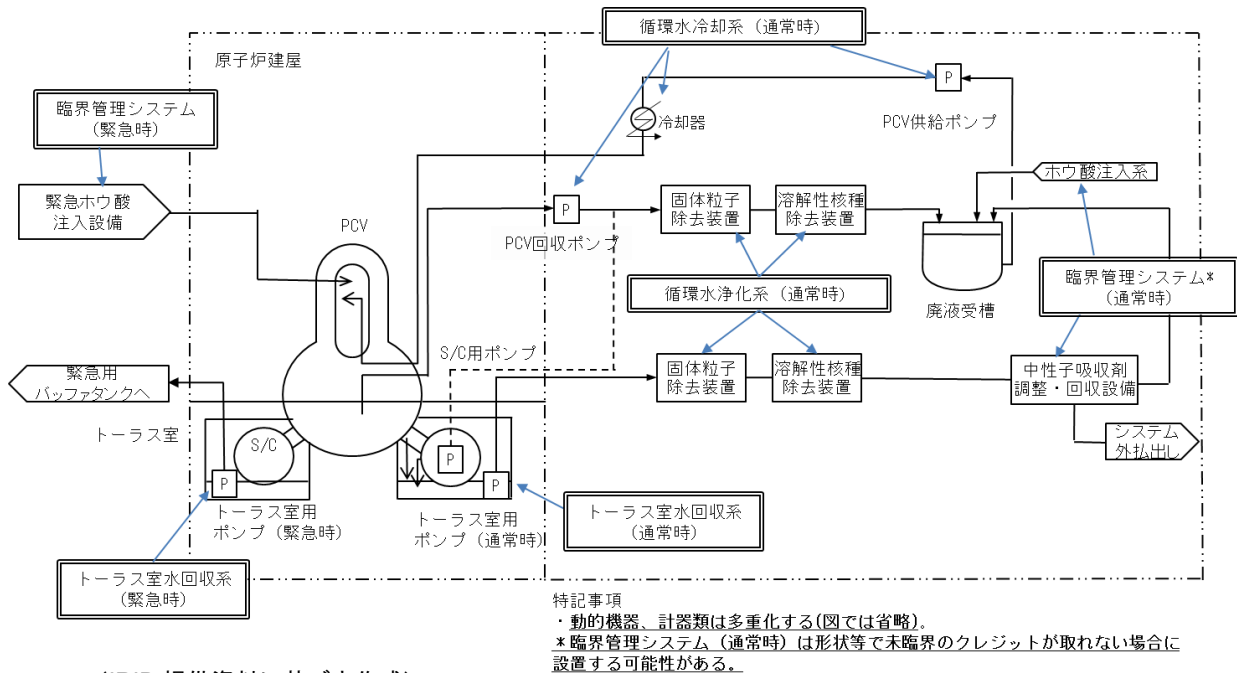 循環水冷却系（通常時）
原子炉建屋
臨界管理システム
(緊急時)
P
冷却器
PCV供給ポンプ
緊急ホウ酸
注入設備
ホウ酸注入系
PCV
P
固体粒子
除去装置
溶解性核種
除去装置
PCV回収ポンプ
循環水浄化系（通常時）
臨界管理システム*
(通常時)
廃液受槽
S/C用ポンプ
緊急用
バッファタンクへ
固体粒子
除去装置
溶解性核種
除去装置
中性子吸収剤
調整・回収設備
トーラス室
S/C
P
P
P
システム
外払出し
トーラス室用
ポンプ（緊急時）
トーラス室用
ポンプ（通常時）
トーラス室水回収系
(通常時)
トーラス室水回収系
(緊急時)
特記事項
・動的機器、計器類は多重化する(図では省略)。
*臨界管理システム（通常時）は形状等で未臨界のクレジットが取れない場合に
設置する可能性がある。